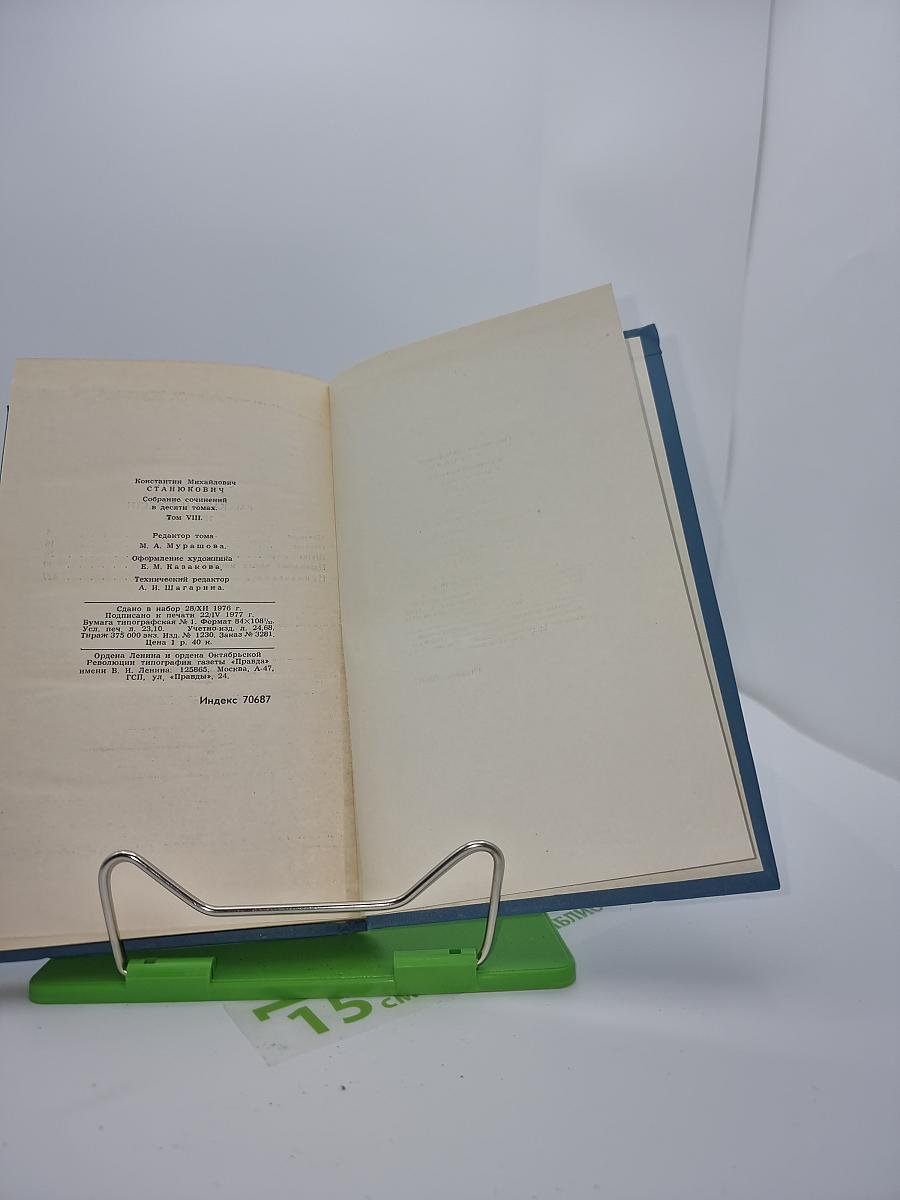 Константин Михайлович
СТАНЮКОВИЧ
Собрание сочинений
в десяти томах.
Том VIII.
Редактор тома
М. А. Мурашова.
Оформление художника
Е. М. Казакова.
Технический редактор
А. И. Шагарина.
Сдано в набор 28/XII 1976 г.
Подписано к печати 22/IV 1977 г.
Бумага типографская № 1. Формат 84×108¹/₃₂.
Усл. печ. л. 23,10. Учетно-изд. л. 24,68.
Тираж 375 000 экз. Изд. № 1230. Заказ № 3281.
Цена 1 р. 40 к.
Ордена Ленина и ордена Октябрьской
Революции типография газеты «Правда»
имени В. И. Ленина. 125865, Москва, А-47,
ГСП, ул. «Правды», 24.
Индекс 70687
15